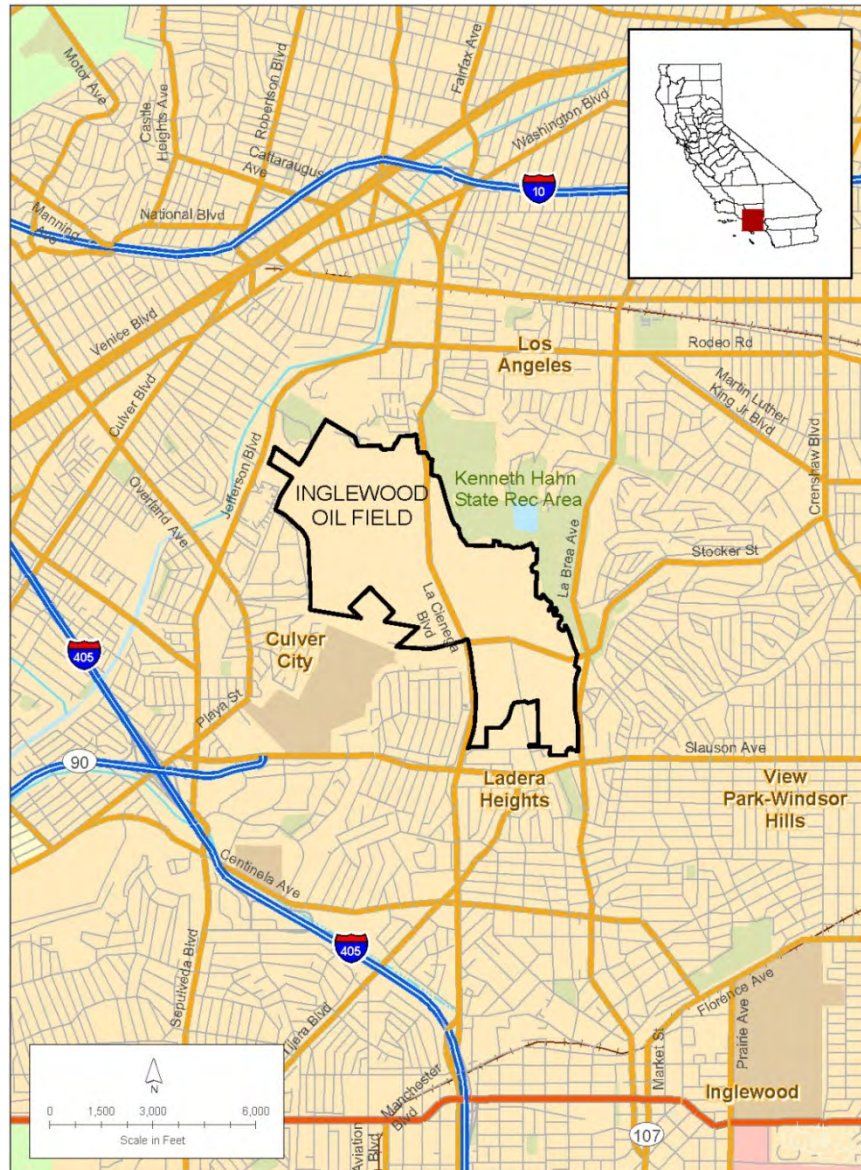 Motor Ave
Castle
Heights Ave
Robertson Blvd
Fairfax Ave
Washington Blvd
Cattaraugus
Ave
10
Manning
Ave
National Blvd
Venice Blvd
Culver Blvd
Los
Angeles
Rodeo Rd
Martin Luther
King Jr Blvd
Crenshaw Blvd
Overland Ave
Jefferson Blvd
INGLEWOOD
OIL FIELD
Kenneth Hahn
State Rec Area
La Brea Ave
Stocker St
La Cienega
Blvd
Culver
City
405
Playa St
90
Slauson Ave
Ladera
Heights
View
Park-Windsor
Hills
Centinela Ave
405
Sepulveda Blvd
Tijera Blvd
Florence Ave
Prairie Ave
Market St
Manchester
Blvd
Inglewood
Aviation
Blvd
107
N
0 1,500 3,000 6,000
Scale in Feet